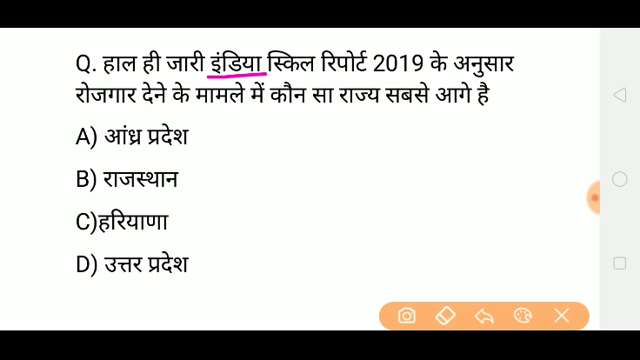 Q. हाल ही जारी इंडिया स्किल रिपोर्ट 2019 के अनुसार
रोजगार देने के मामले में कौन सा राज्य सबसे आगे है
A) आंध्र प्रदेश
B) राजस्थान
C)हरियाणा
D) उत्तर प्रदेश